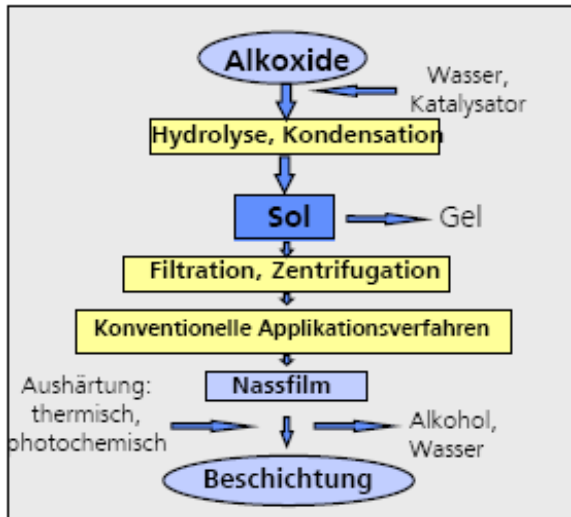 Alkoxide
Wasser,
Katalysator
Hydrolyse, Kondensation
Sol
Gel
Filtration, Zentrifugation
Konventionelle Applikationsverfahren
Nassfilm
Aushärtung:
thermisch,
photochemisch
Alkohol,
Wasser
Beschichtung